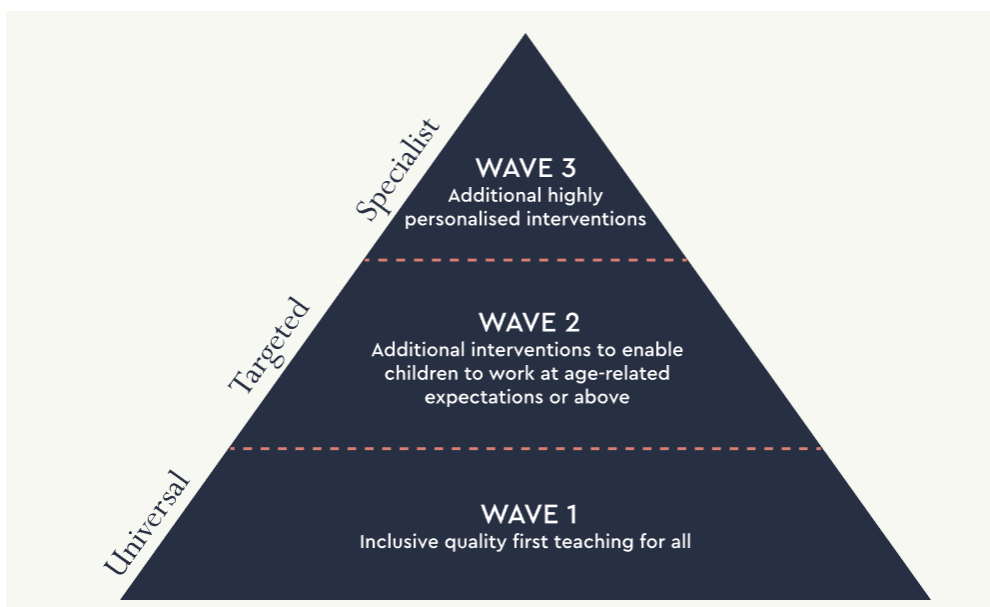 Specialist
WAVE 3
Additional highly
personalised interventions
Targeted
WAVE 2
Additional interventions to enable
children to work at age-related
expectations or above
Universal
WAVE 1
Inclusive quality first teaching for all